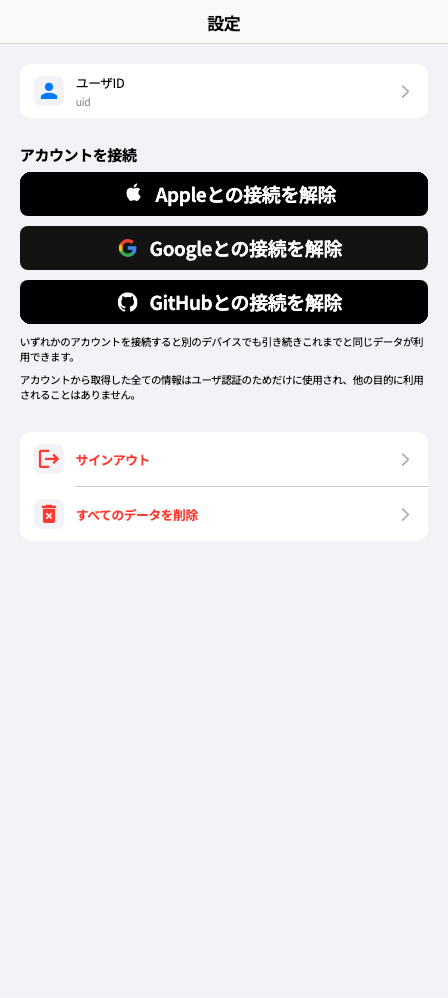 設定
ユーザID
uid
アカウントを接続
Appleとの接続を解除
Googleとの接続を解除
GitHubとの接続を解除
いずれかのアカウントを接続すると別のデバイスでも引き続きこれまでと同じデータが利
用できます。
アカウントから取得した全ての情報はユーザ認証のためだけに使用され、他の目的に利用
されることはありません。
サインアウト
すべてのデータを削除